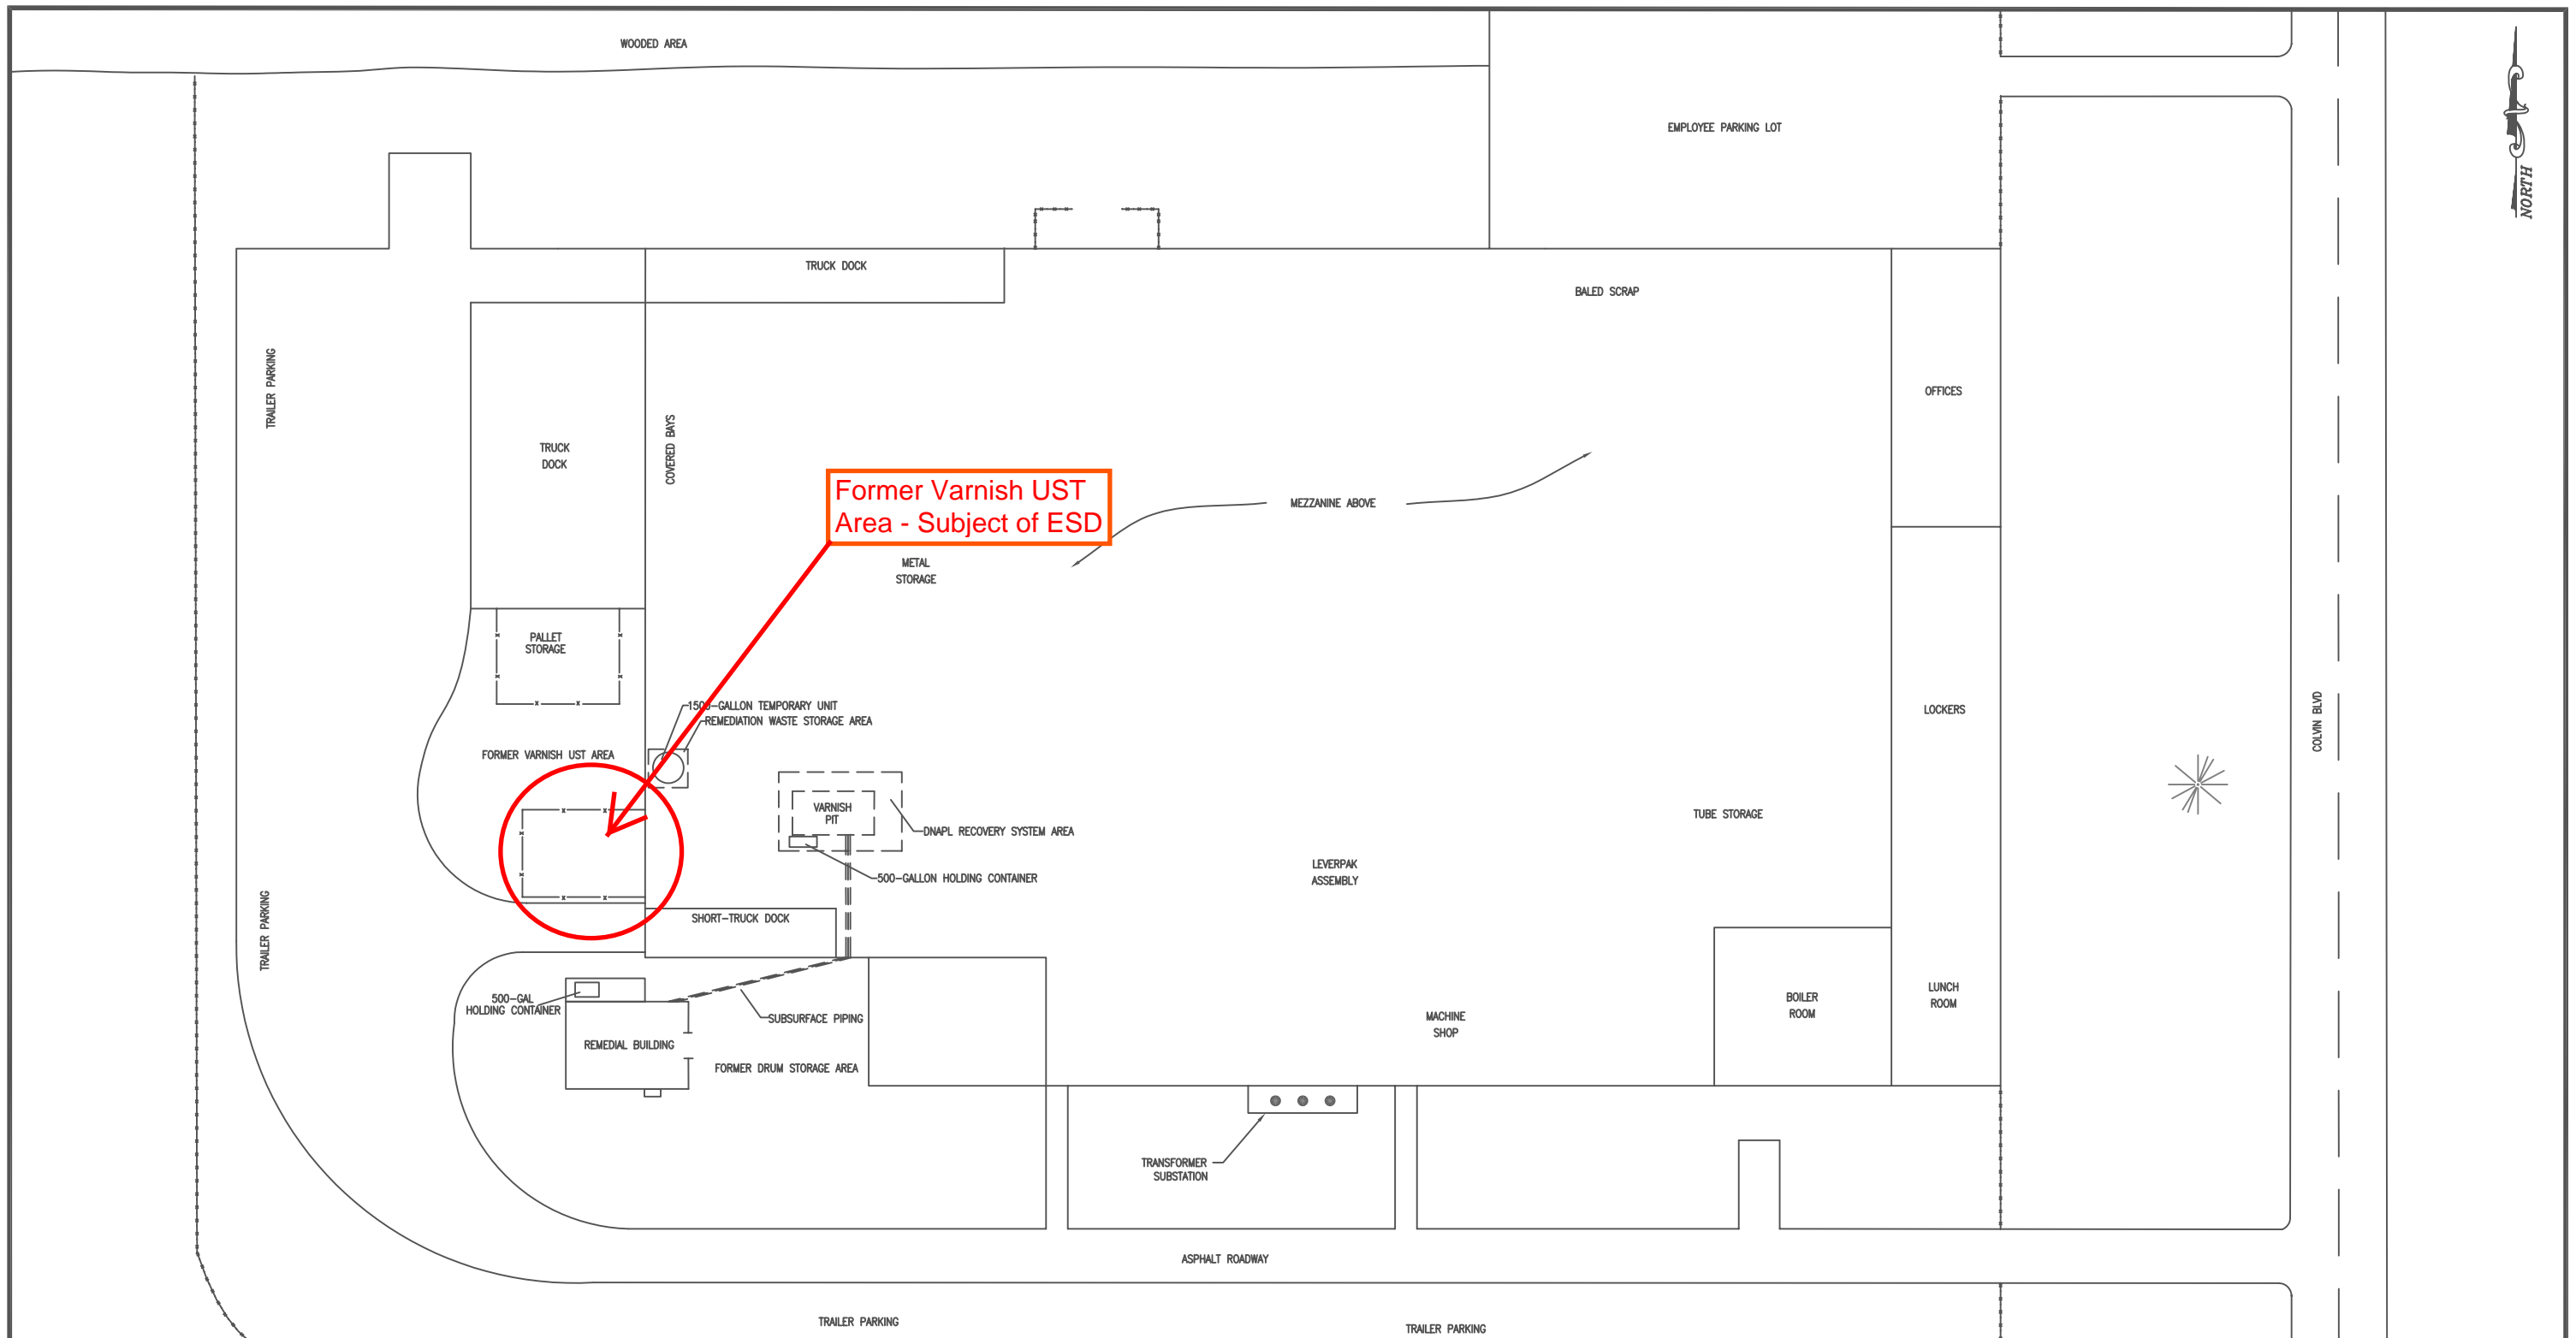 WOODED AREA
EMPLOYEE PARKING LOT
NORTH
TRUCK DOCK
BALED SCRAP
TRAILER PARKING
OFFICES
COVERED BAYS
TRUCK
DOCK
Former Varnish UST
Area - Subject of ESD
MEZZANINE ABOVE
METAL
STORAGE
PALLET
STORAGE
1500-GALLON TEMPORARY UNIT
REMEDIATION WASTE STORAGE AREA
LOCKERS
COLVIN BLVD
FORMER VARNISH UST AREA
VARNISH
PIT
DNAPL RECOVERY SYSTEM AREA
TUBE STORAGE
500-GALLON HOLDING CONTAINER
LEVERPAK
ASSEMBLY
SHORT-TRUCK DOCK
TRAILER PARKING
500-GAL
HOLDING CONTAINER
SUBSURFACE PIPING
BOILER
ROOM
LUNCH
ROOM
MACHINE
SHOP
REMEDIAL BUILDING
FORMER DRUM STORAGE AREA
TRANSFORMER
SUBSTATION
ASPHALT ROADWAY
TRAILER PARKING
TRAILER PARKING